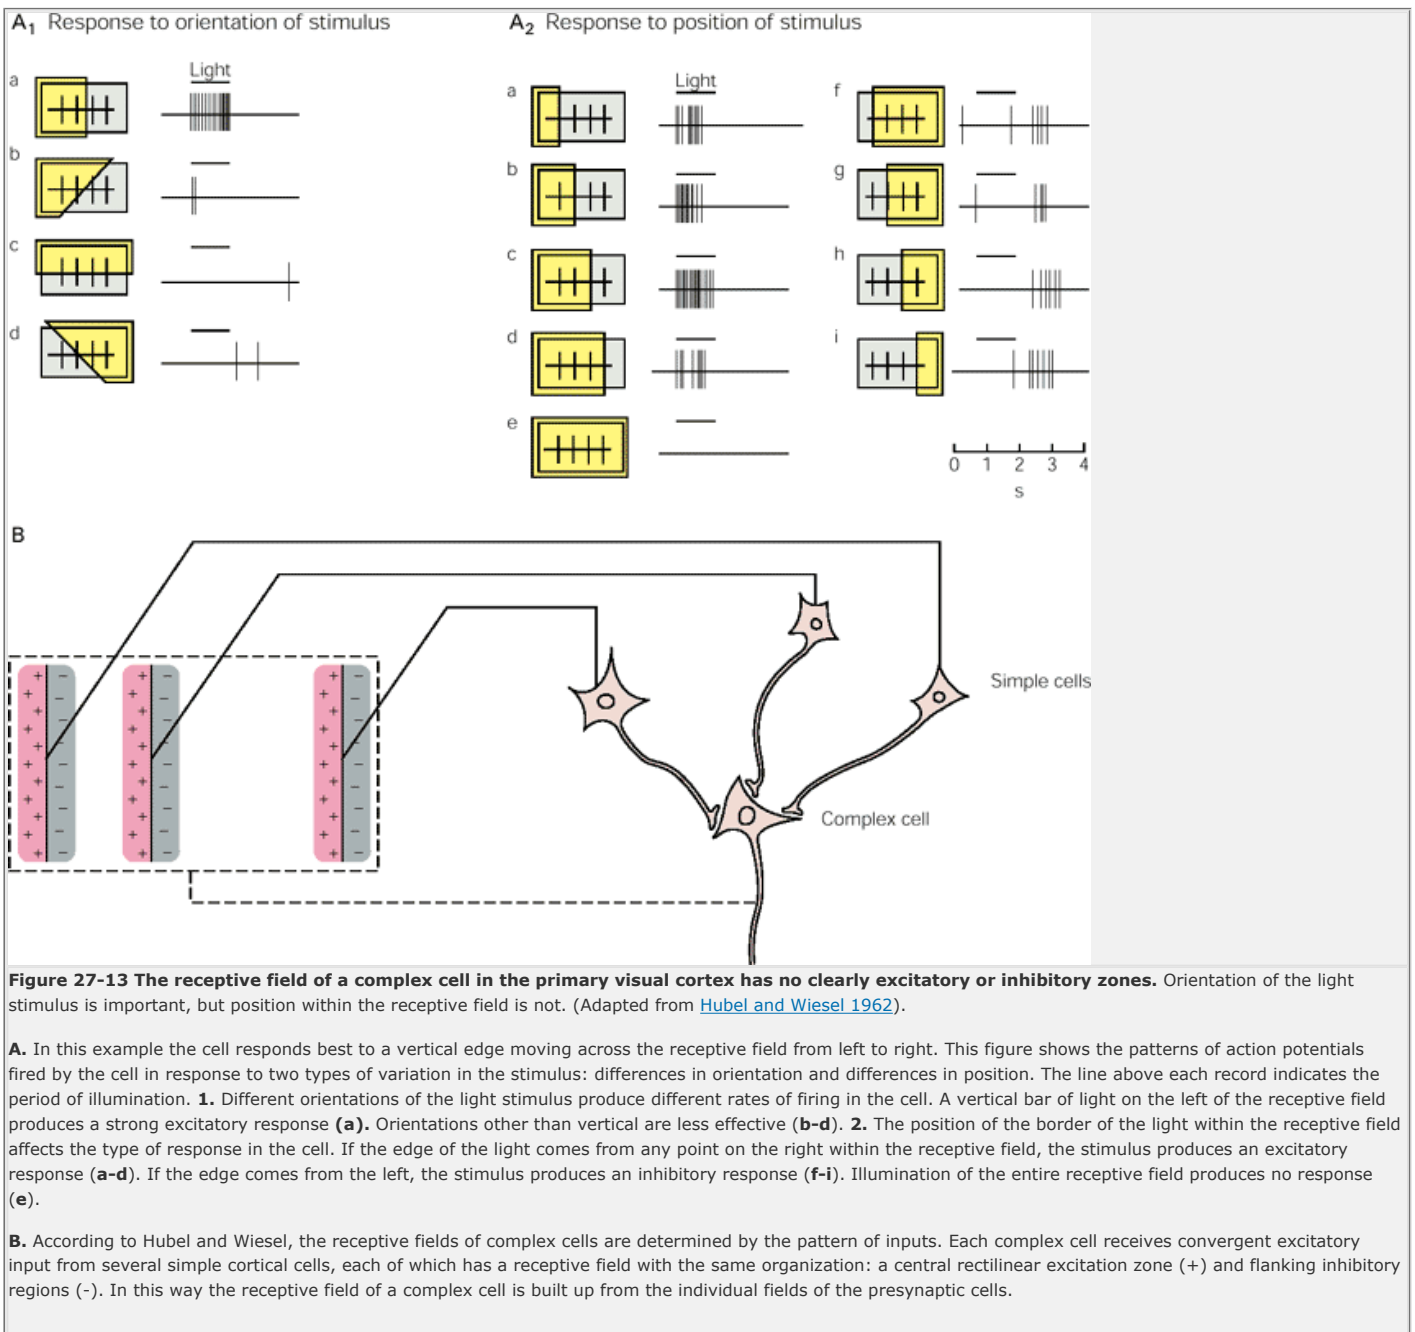 A1 Response to orientation of stimulus
a
Light
b
c
d
A2 Response to position of stimulus
a
Light
b
c
d
e
f
g
h
i
0 1 2 3 4
s
B
+ −
Simple cells
Complex cell
Figure 27-13 The receptive field of a complex cell in the primary visual cortex has no clearly excitatory or inhibitory zones. Orientation of the light
stimulus is important, but position within the receptive field is not. (Adapted from Hubel and Wiesel 1962).
A. In this example the cell responds best to a vertical edge moving across the receptive field from left to right. This figure shows the patterns of action potentials
fired by the cell in response to two types of variation in the stimulus: differences in orientation and differences in position. The line above each record indicates the
period of illumination. 1. Different orientations of the light stimulus produce different rates of firing in the cell. A vertical bar of light on the left of the receptive field
produces a strong excitatory response (a). Orientations other than vertical are less effective (b-d). 2. The position of the border of the light within the receptive field
affects the type of response in the cell. If the edge of the light comes from any point on the right within the receptive field, the stimulus produces an excitatory
response (a-d). If the edge comes from the left, the stimulus produces an inhibitory response (f-i). Illumination of the entire receptive field produces no response
(e).
B. According to Hubel and Wiesel, the receptive fields of complex cells are determined by the pattern of inputs. Each complex cell receives convergent excitatory
input from several simple cortical cells, each of which has a receptive field with the same organization: a central rectilinear excitation zone (+) and flanking inhibitory
regions (-). In this way the receptive field of a complex cell is built up from the individual fields of the presynaptic cells.